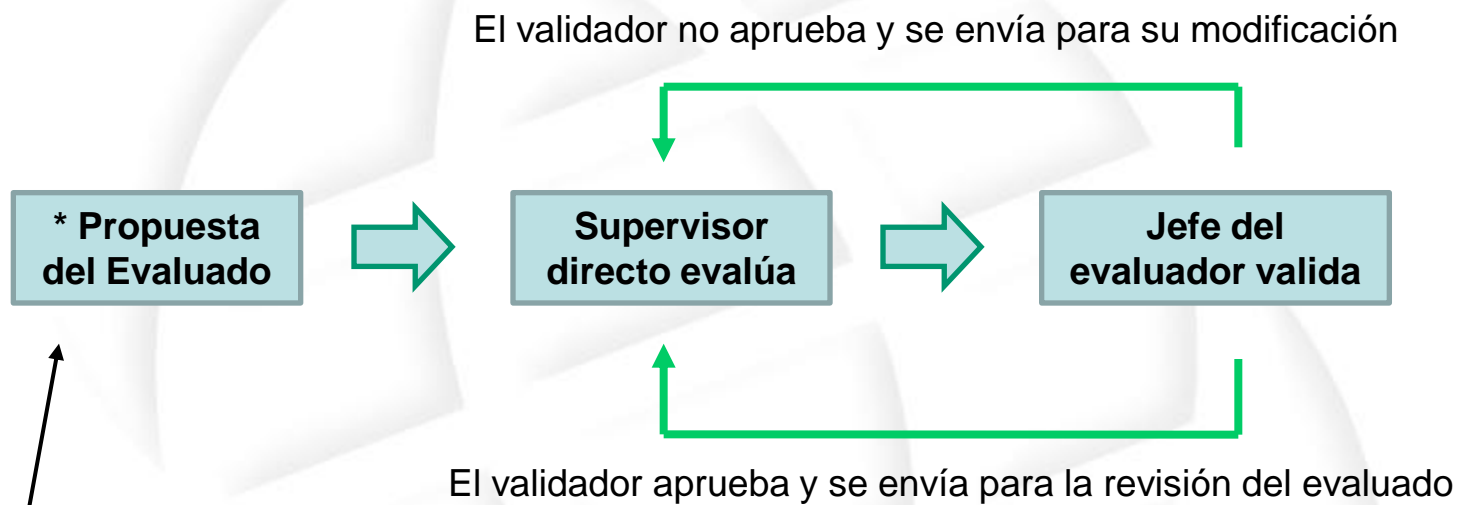 El validador no aprueba y se envía para su modificación
* Propuesta
del Evaluado
Supervisor
directo evalúa
Jefe del
evaluador valida
El validador aprueba y se envía para la revisión del evaluado